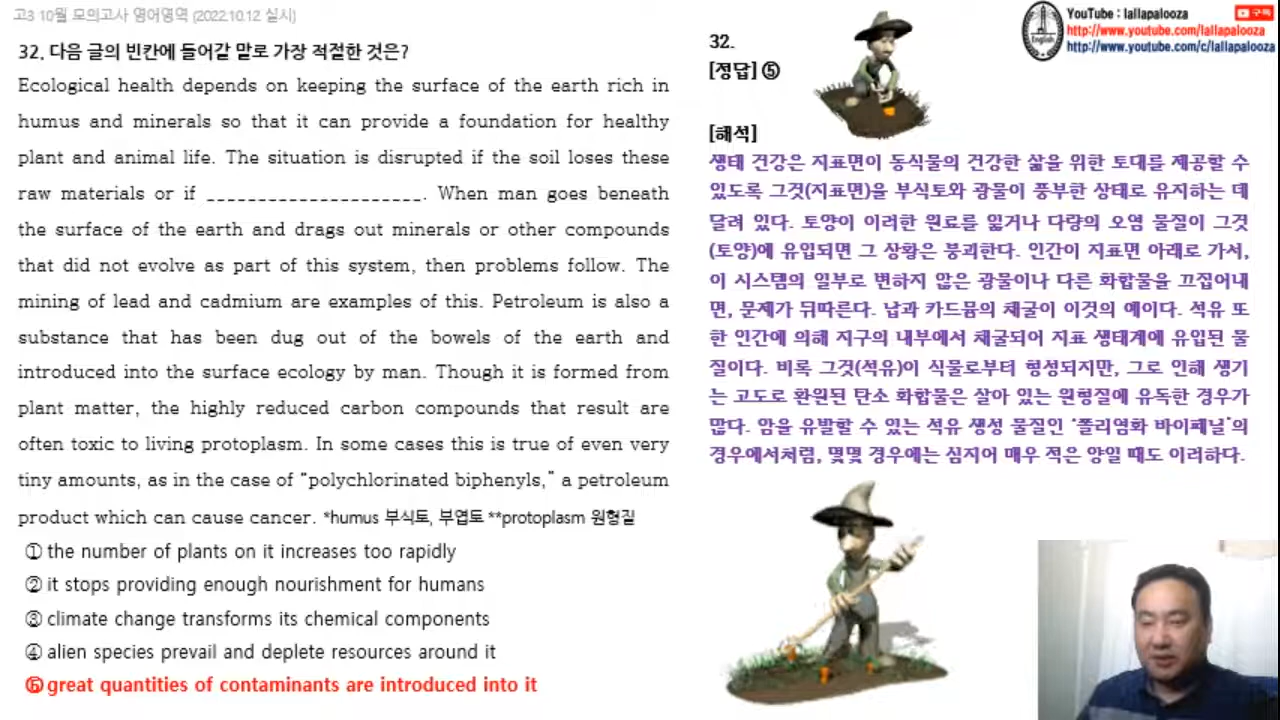 고3 10월 모의고사 영어영역 (2022.10.12 실시)
32. 다음 글의 빈칸에 들어갈 말로 가장 적절한 것은?
Ecological health depends on keeping the surface of the earth rich in
humus and minerals so that it can provide a foundation for healthy
plant and animal life. The situation is disrupted if the soil loses these
raw materials or if _____________________. When man goes beneath
the surface of the earth and drags out minerals or other compounds
that did not evolve as part of this system, then problems follow. The
mining of lead and cadmium are examples of this. Petroleum is also a
substance that has been dug out of the bowels of the earth and
introduced into the surface ecology by man. Though it is formed from
plant matter, the highly reduced carbon compounds that result are
often toxic to living protoplasm. In some cases this is true of even very
tiny amounts, as in the case of “polychlorinated biphenyls,” a petroleum
product which can cause cancer. *humus 부식토, 부엽토 **protoplasm 원형질
① the number of plants on it increases too rapidly
② it stops providing enough nourishment for humans
③ climate change transforms its chemical components
④ alien species prevail and deplete resources around it
⑤ great quantities of contaminants are introduced into it
32.
[정답] ⑤
[해석]
생태 건강은 지표면이 동식물의 건강한 삶을 위한 토대를 제공할 수
있도록 그것(지표면)을 부식토와 광물이 풍부한 상태로 유지하는 데
달려 있다. 토양이 이러한 원료를 잃거나 다량의 오염 물질이 그것
(토양)에 유입되면 그 상황은 붕괴한다. 인간이 지표면 아래로 가서,
이 시스템의 일부로 변하지 않은 광물이나 다른 화합물을 끄집어내
면, 문제가 뒤따른다. 납과 카드뮴의 채굴이 이것의 예이다. 석유 또
한 인간에 의해 지구의 내부에서 채굴되어 지표 생태계에 유입된 물
질이다. 비록 그것(석유)이 식물로부터 형성되지만, 그로 인해 생기
는 고도로 환원된 탄소 화합물은 살아 있는 원형질에 유독한 경우가
많다. 암을 유발할 수 있는 석유 생성 물질인 ‘폴리염화 바이페닐’의
경우에서처럼, 몇몇 경우에는 심지어 매우 적은 양일 때도 이러하다.
YouTube : lallapalooza
구독
http://www.youtube.com/lallapalooza
http://www.youtube.com/c/lallapalooza
English